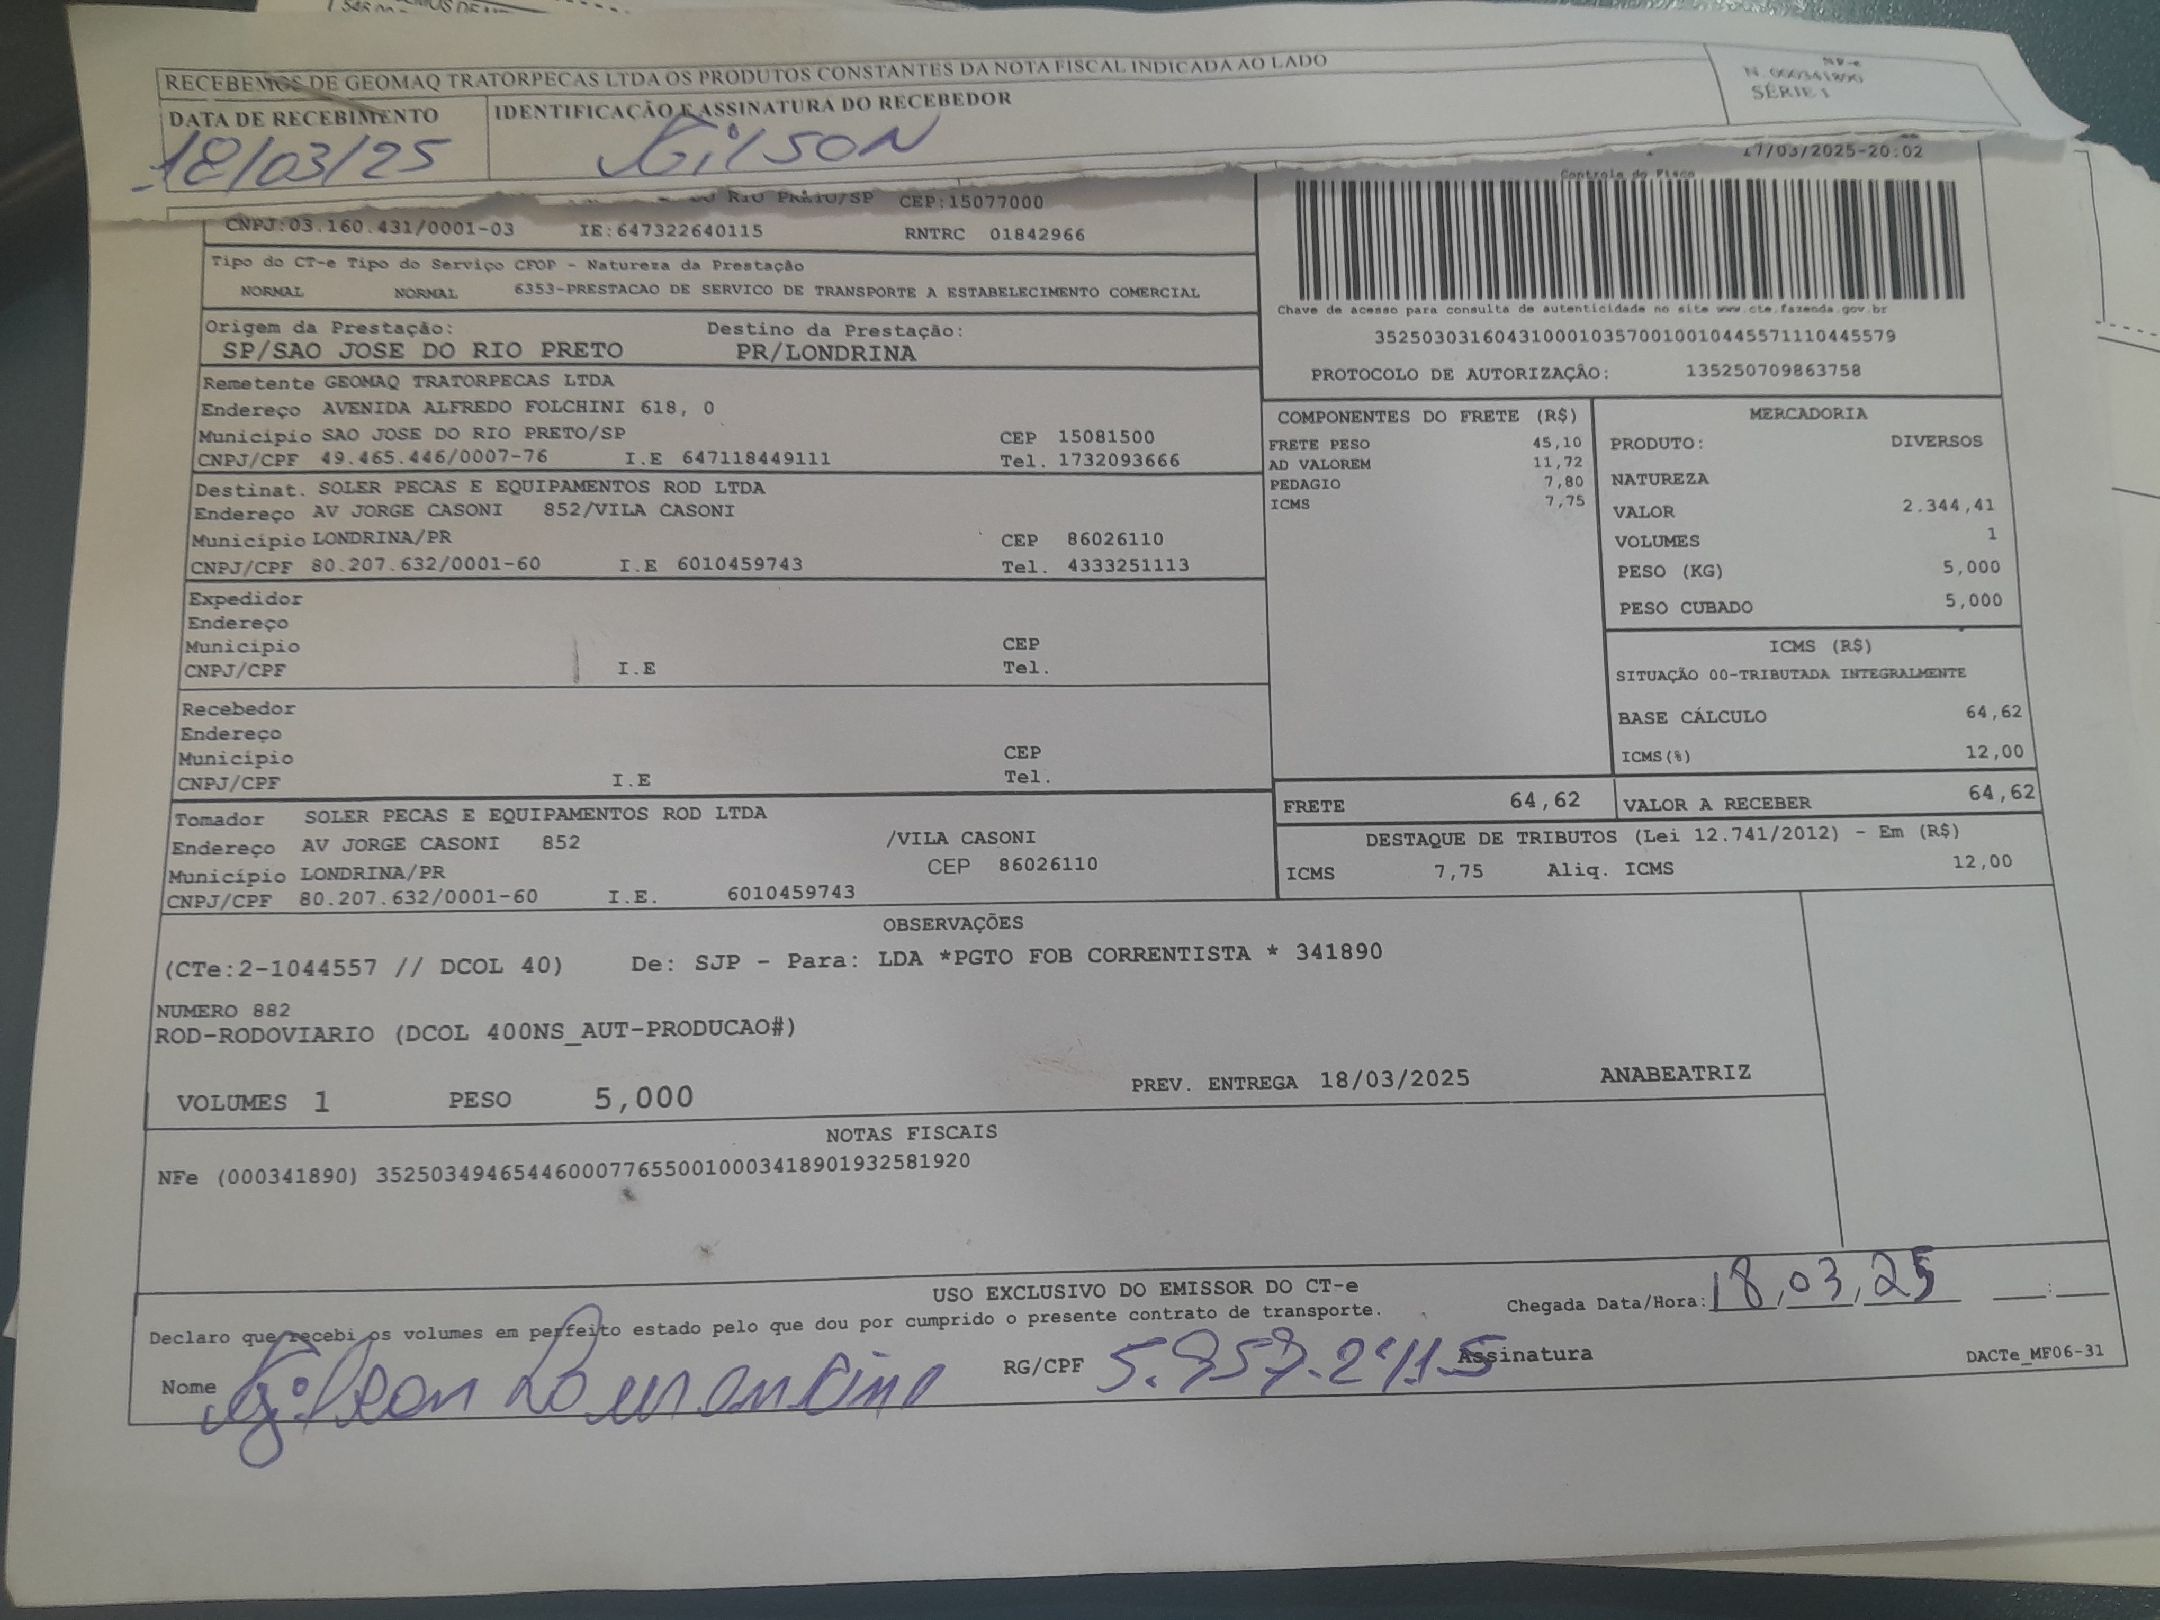 RECEBEMOS DE GEOMAQ TRATORPECAS LTDA OS PRODUTOS CONSTANTES DA NOTA FISCAL INDICADA AO LADO
NF-e
N. 000341890
SÉRIE 1
DATA DE RECEBIMENTO
IDENTIFICAÇÃO E ASSINATURA DO RECEBEDOR
18/03/25
Gilson
17/03/2025-20:02
RIO PRETO/SP CEP:15077000
CNPJ:03.160.431/0001-03 IE:647322640115 RNTRC 01842966
Tipo do CT-e Tipo do Serviço CFOP - Natureza da Prestação
NORMAL NORMAL 6353-PRESTACAO DE SERVICO DE TRANSPORTE A ESTABELECIMENTO COMERCIAL
Origem da Prestação: Destino da Prestação:
SP/SAO JOSE DO RIO PRETO PR/LONDRINA
Controle do Fisco
Chave de acesso para consulta de autenticidade no site www.cte.fazenda.gov.br
35250303160431000103570010010445571110445579
PROTOCOLO DE AUTORIZAÇÃO: 135250709863758
Remetente GEOMAQ TRATORPECAS LTDA
Endereço AVENIDA ALFREDO FOLCHINI 618, 0
Município SAO JOSE DO RIO PRETO/SP CEP 15081500
CNPJ/CPF 49.465.446/0007-76 I.E 647118449111 Tel. 1732093666
Destinat. SOLER PECAS E EQUIPAMENTOS ROD LTDA
Endereço AV JORGE CASONI 852/VILA CASONI
Município LONDRINA/PR CEP 86026110
CNPJ/CPF 80.207.632/0001-60 I.E 6010459743 Tel. 4333251113
Expedidor
Endereço
Município CEP
CNPJ/CPF I.E Tel.
Recebedor
Endereço
Município CEP
CNPJ/CPF I.E Tel.
Tomador SOLER PECAS E EQUIPAMENTOS ROD LTDA
Endereço AV JORGE CASONI 852 /VILA CASONI
Município LONDRINA/PR CEP 86026110
CNPJ/CPF 80.207.632/0001-60 I.E. 6010459743
COMPONENTES DO FRETE (R$)
FRETE PESO 45,10
AD VALOREM 11,72
PEDAGIO 7,80
ICMS 7,75
MERCADORIA
PRODUTO: DIVERSOS
NATUREZA
VALOR 2.344,41
VOLUMES 1
PESO (KG) 5,000
PESO CUBADO 5,000
ICMS (R$)
SITUAÇÃO 00-TRIBUTADA INTEGRALMENTE
BASE CÁLCULO 64,62
ICMS(%) 12,00
FRETE 64,62 VALOR A RECEBER 64,62
DESTAQUE DE TRIBUTOS (Lei 12.741/2012) - Em (R$)
ICMS 7,75 Aliq. ICMS 12,00
OBSERVAÇÕES
(CTe:2-1044557 // DCOL 40) De: SJP - Para: LDA *PGTO FOB CORRENTISTA * 341890
NUMERO 882
ROD-RODOVIARIO (DCOL 400NS_AUT-PRODUCAO#)
VOLUMES 1 PESO 5,000 PREV. ENTREGA 18/03/2025 ANABEATRIZ
NOTAS FISCAIS
NFe (000341890) 35250349465446000776550010003418901932581920
USO EXCLUSIVO DO EMISSOR DO CT-e
Declaro que recebi os volumes em perfeito estado pelo que dou por cumprido o presente contrato de transporte. Chegada Data/Hora: 18,03,25 :
Nome Gilson RG/CPF Assinatura DACTe_MF06-31